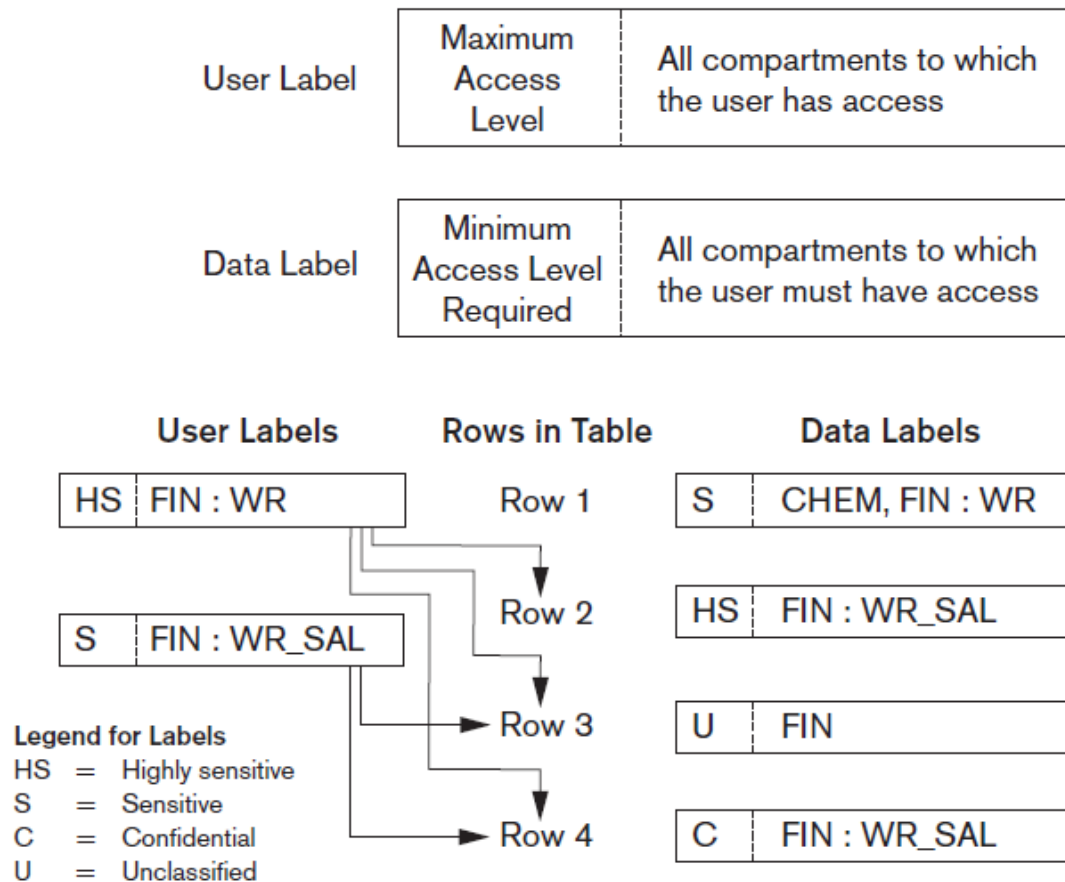 User Label
Maximum
Access
Level
All compartments to which
the user has access
Data Label
Minimum
Access Level
Required
All compartments to which
the user must have access
User Labels
Rows in Table
Data Labels
HS FIN : WR
Row 1
S CHEM, FIN : WR
Row 2
HS FIN : WR_SAL
S FIN : WR_SAL
Row 3
U FIN
Legend for Labels
HS = Highly sensitive
S = Sensitive
C = Confidential
U = Unclassified
Row 4
C FIN : WR_SAL